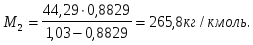 M₂ = 44,29·0,8829 / 1,03−0,8829 = 265,8кг / кмоль.